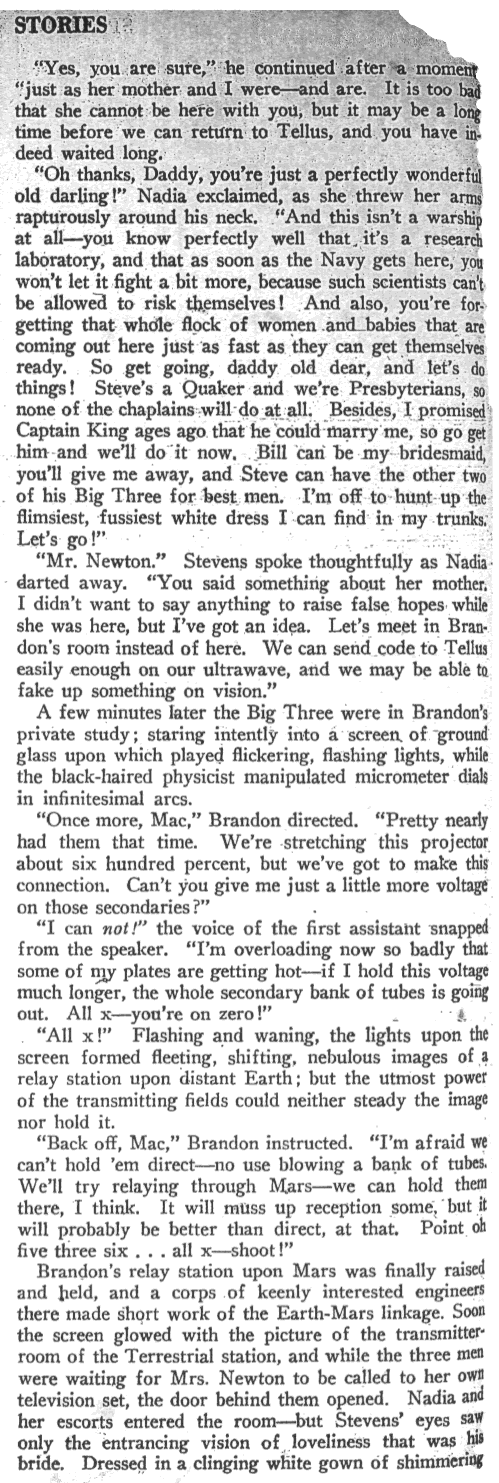 STORIES
"Yes, you are sure," he continued after a moment
"just as her mother and I were—and are. It is too bad
that she cannot be here with you, but it may be a long
time before we can return to Tellus, and you have in-
deed waited long.
"Oh thanks, Daddy, you're just a perfectly wonderful
old darling!" Nadia exclaimed, as she threw her arms
rapturously around his neck. "And this isn't a warship
at all—you know perfectly well that it's a research
laboratory, and that as soon as the Navy gets here, you
won't let it fight a bit more, because such scientists can't
be allowed to risk themselves! And also, you're for-
getting that whole flock of women and babies that are
coming out here just as fast as they can get themselves
ready. So get going, daddy old dear, and let's do
things! Steve's a Quaker and we're Presbyterians, so
none of the chaplains will do at all. Besides, I promised
Captain King ages ago that he could marry me, so go get
him and we'll do it now. Bill can be my bridesmaid,
you'll give me away, and Steve can have the other two
of his Big Three for best men. I'm off to hunt up the
flimsiest, fussiest white dress I can find in my trunks.
Let's go!"
"Mr. Newton." Stevens spoke thoughtfully as Nadia
darted away. "You said something about her mother.
I didn't want to say anything to raise false hopes while
she was here, but I've got an idea. Let's meet in Bran-
don's room instead of here. We can send code to Tellus
easily enough on our ultrawave, and we may be able to
fake up something on vision."
A few minutes later the Big Three were in Brandon's
private study; staring intently into a screen of ground
glass upon which played flickering, flashing lights, while
the black-haired physicist manipulated micrometer dials
in infinitesimal arcs.
"Once more, Mac," Brandon directed. "Pretty nearly
had them that time. We're stretching this projector
about six hundred percent, but we've got to make this
connection. Can't you give me just a little more voltage
on those secondaries?"
"I can not!" the voice of the first assistant snapped
from the speaker. "I'm overloading now so badly that
some of my plates are getting hot—if I hold this voltage
much longer, the whole secondary bank of tubes is going
out. All x—you're on zero!"
"All x!" Flashing and waning, the lights upon the
screen formed fleeting, shifting, nebulous images of a
relay station upon distant Earth; but the utmost power
of the transmitting fields could neither steady the image
nor hold it.
"Back off, Mac," Brandon instructed. "I'm afraid we
can't hold 'em direct—no use blowing a bank of tubes.
We'll try relaying through Mars—we can hold them
there, I think. It will muss up reception some, but it
will probably be better than direct, at that. Point oh
five three six . . . all x—shoot!"
Brandon's relay station upon Mars was finally raised
and held, and a corps of keenly interested engineers
there made short work of the Earth-Mars linkage. Soon
the screen glowed with the picture of the transmitter-
room of the Terrestrial station, and while the three men
were waiting for Mrs. Newton to be called to her own
television set, the door behind them opened. Nadia and
her escorts entered the room—but Stevens' eyes saw
only the entrancing vision of loveliness that was his
bride. Dressed in a clinging white gown of shimmering